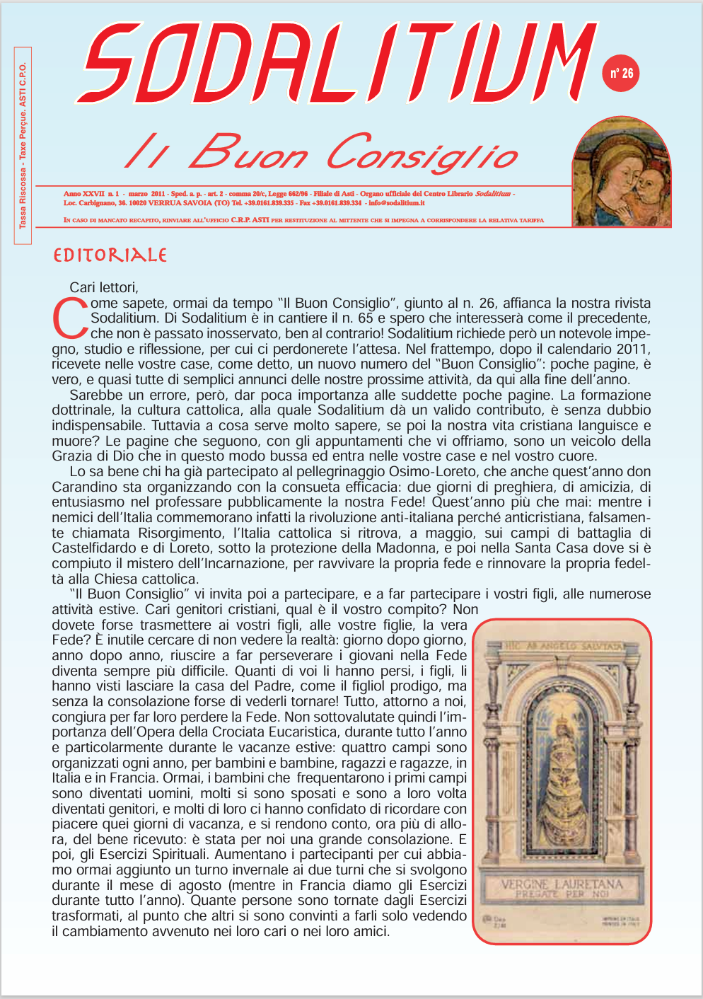 SODALITIUM
n° 26
Il Buon Consiglio
Tassa Riscossa - Taxe Perçue. ASTI C.P.O.
Anno XXVII n. 1 - marzo 2011 - Sped. a. p. - art. 2 - comma 20/c, Legge 662/96 - Filiale di Asti - Organo ufficiale del Centro Librario Sodalitium -
Loc. Carbignano, 36. 10020 VERRUA SAVOIA (TO) Tel. +39.0161.839.335 - Fax +39.0161.839.334 - info@sodalitium.it
IN CASO DI MANCATO RECAPITO, RINVIARE ALL'UFFICIO C.R.P. ASTI PER RESTITUZIONE AL MITTENTE CHE SI IMPEGNA A CORRISPONDERE LA RELATIVA TARIFFA
EDITORIALE
Cari lettori,
Come sapete, ormai da tempo “Il Buon Consiglio”, giunto al n. 26, affianca la nostra rivista
Sodalitium. Di Sodalitium è in cantiere il n. 65 e spero che interesserà come il precedente,
che non è passato inosservato, ben al contrario! Sodalitium richiede però un notevole impe-
gno, studio e riflessione, per cui ci perdonerete l’attesa. Nel frattempo, dopo il calendario 2011,
ricevete nelle vostre case, come detto, un nuovo numero del “Buon Consiglio”: poche pagine, è
vero, e quasi tutte di semplici annunci delle nostre prossime attività, da qui alla fine dell’anno.
Sarebbe un errore, però, dar poca importanza alle suddette poche pagine. La formazione
dottrinale, la cultura cattolica, alla quale Sodalitium dà un valido contributo, è senza dubbio
indispensabile. Tuttavia a cosa serve molto sapere, se poi la nostra vita cristiana languisce e
muore? Le pagine che seguono, con gli appuntamenti che vi offriamo, sono un veicolo della
Grazia di Dio che in questo modo bussa ed entra nelle vostre case e nel vostro cuore.
Lo sa bene chi ha già partecipato al pellegrinaggio Osimo-Loreto, che anche quest’anno don
Carandino sta organizzando con la consueta efficacia: due giorni di preghiera, di amicizia, di
entusiasmo nel professare pubblicamente la nostra Fede! Quest’anno più che mai: mentre i
nemici dell’Italia commemorano infatti la rivoluzione anti-italiana perché anticristiana, falsamen-
te chiamata Risorgimento, l’Italia cattolica si ritrova, a maggio, sui campi di battaglia di
Castelfidardo e di Loreto, sotto la protezione della Madonna, e poi nella Santa Casa dove si è
compiuto il mistero dell’Incarnazione, per ravvivare la propria fede e rinnovare la propria fedel-
tà alla Chiesa cattolica.
“Il Buon Consiglio” vi invita poi a partecipare, e a far partecipare i vostri figli, alle numerose
attività estive. Cari genitori cristiani, qual è il vostro compito? Non
dovete forse trasmettere ai vostri figli, alle vostre figlie, la vera
Fede? È inutile cercare di non vedere la realtà: giorno dopo giorno,
anno dopo anno, riuscire a far perseverare i giovani nella Fede
diventa sempre più difficile. Quanti di voi li hanno persi, i figli, li
hanno visti lasciare la casa del Padre, come il figliol prodigo, ma
senza la consolazione forse di vederli tornare! Tutto, attorno a noi,
congiura per far loro perdere la Fede. Non sottovalutate quindi l’im-
portanza dell’Opera della Crociata Eucaristica, durante tutto l’anno
e particolarmente durante le vacanze estive: quattro campi sono
organizzati ogni anno, per bambini e bambine, ragazzi e ragazze, in
Italia e in Francia. Ormai, i bambini che frequentarono i primi campi
sono diventati uomini, molti si sono sposati e sono a loro volta
diventati genitori, e molti di loro ci hanno confidato di ricordare con
piacere quei giorni di vacanza, e si rendono conto, ora più di allo-
ra, del bene ricevuto: è stata per noi una grande consolazione. E
poi, gli Esercizi Spirituali. Aumentano i partecipanti per cui abbia-
mo ormai aggiunto un turno invernale ai due turni che si svolgono
durante il mese di agosto (mentre in Francia diamo gli Esercizi
durante tutto l’anno). Quante persone sono tornate dagli Esercizi
trasformati, al punto che altri si sono convinti a farli solo vedendo
il cambiamento avvenuto nei loro cari o nei loro amici.
HIC AB ANGELO SALVTATA
VERGINE LAURETANA
PREGATE PER NOI